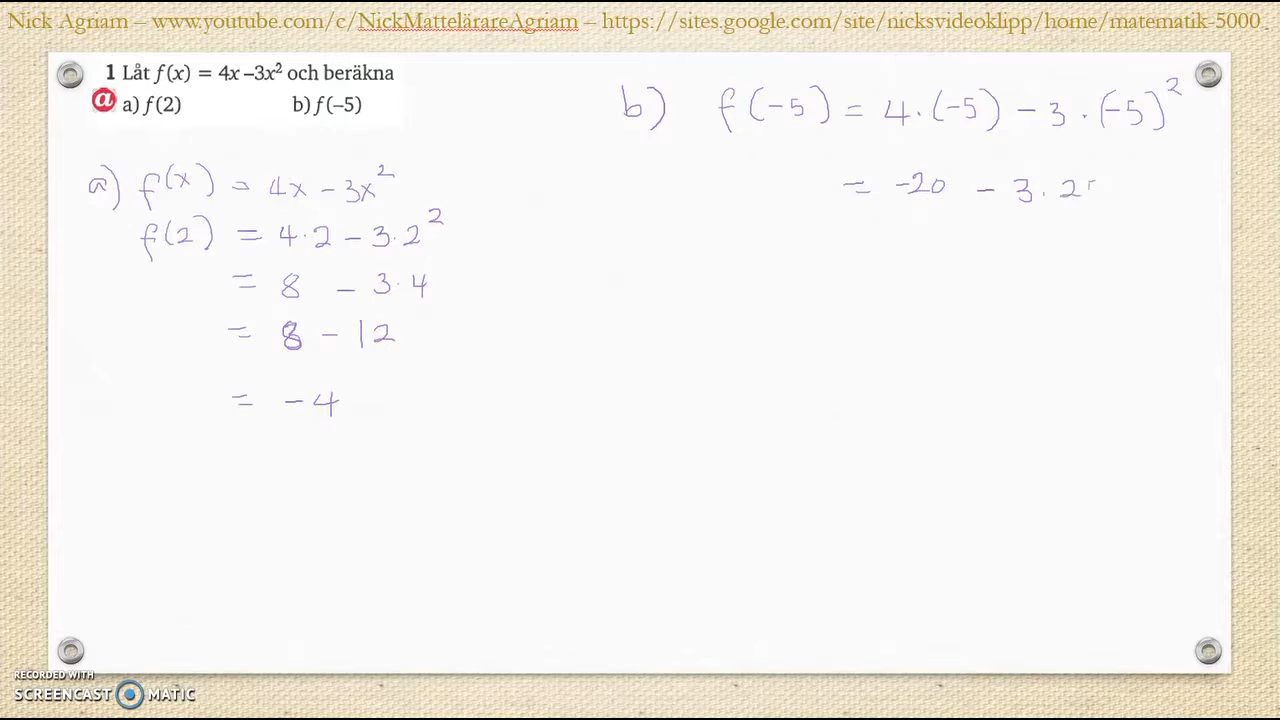 Nick Agriam – www.youtube.com/c/NickMattelärareAgriam – https://sites.google.com/site/nicksvideoklipp/home/matematik-5000
1 Låt f(x) = 4x –3x² och beräkna
a a) f(2) b) f(–5)
a) f(x) = 4x – 3x²
f(2) = 4·2 – 3·2²
= 8 – 3·4
= 8 – 12
= –4
b) f(–5) = 4·(–5) – 3·(–5)²
= –20 – 3·2
RECORDED WITH
SCREENCAST MATIC